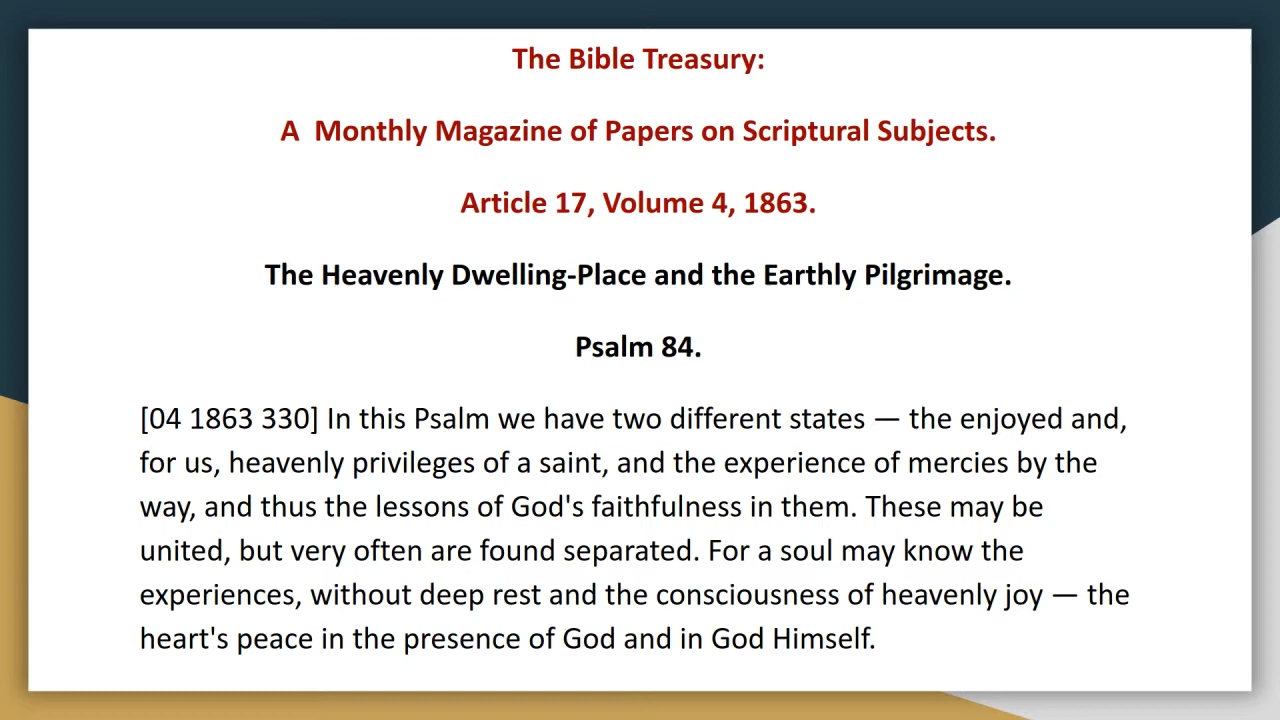 The Bible Treasury:
A  Monthly Magazine of Papers on Scriptural Subjects.
Article 17, Volume 4, 1863.
The Heavenly Dwelling-Place and the Earthly Pilgrimage.
Psalm 84.
[04 1863 330] In this Psalm we have two different states — the enjoyed and,
for us, heavenly privileges of a saint, and the experience of mercies by the
way, and thus the lessons of God's faithfulness in them. These may be
united, but very often are found separated. For a soul may know the
experiences, without deep rest and the consciousness of heavenly joy — the
heart's peace in the presence of God and in God Himself.